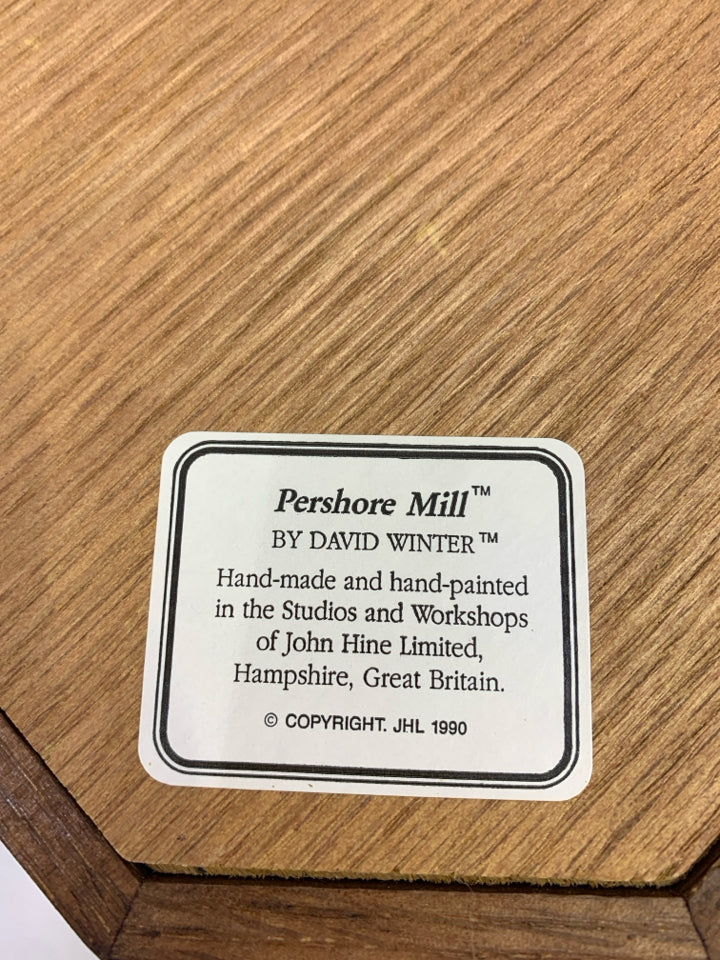 Pershore Mill™
BY DAVID WINTER™
Hand-made and hand-painted
in the Studios and Workshops
of John Hine Limited,
Hampshire, Great Britain.
© COPYRIGHT. JHL 1990